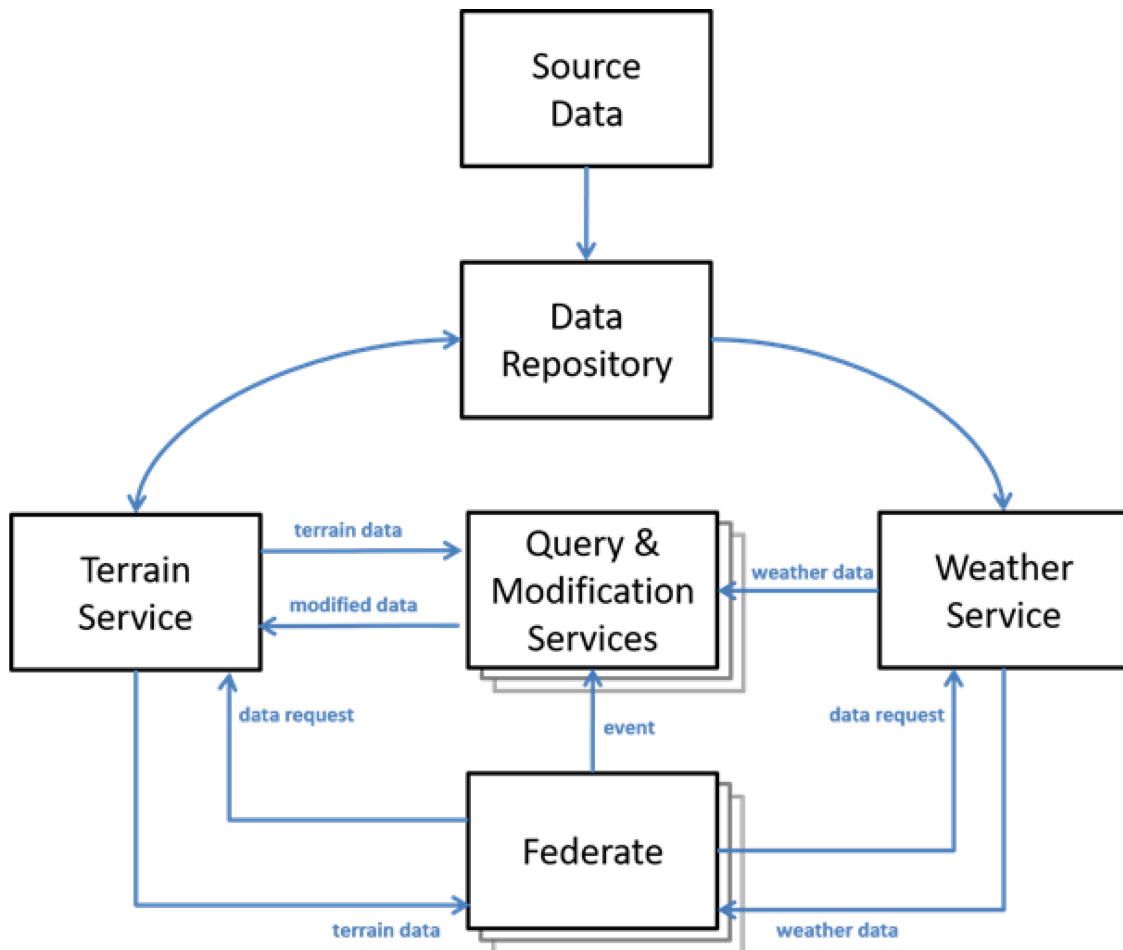 Source
Data
Data
Repository
terrain data
Query &
Modification
Services
Terrain
Service
weather data
Weather
Service
modified data
data request
event
data request
Federate
terrain data
weather data